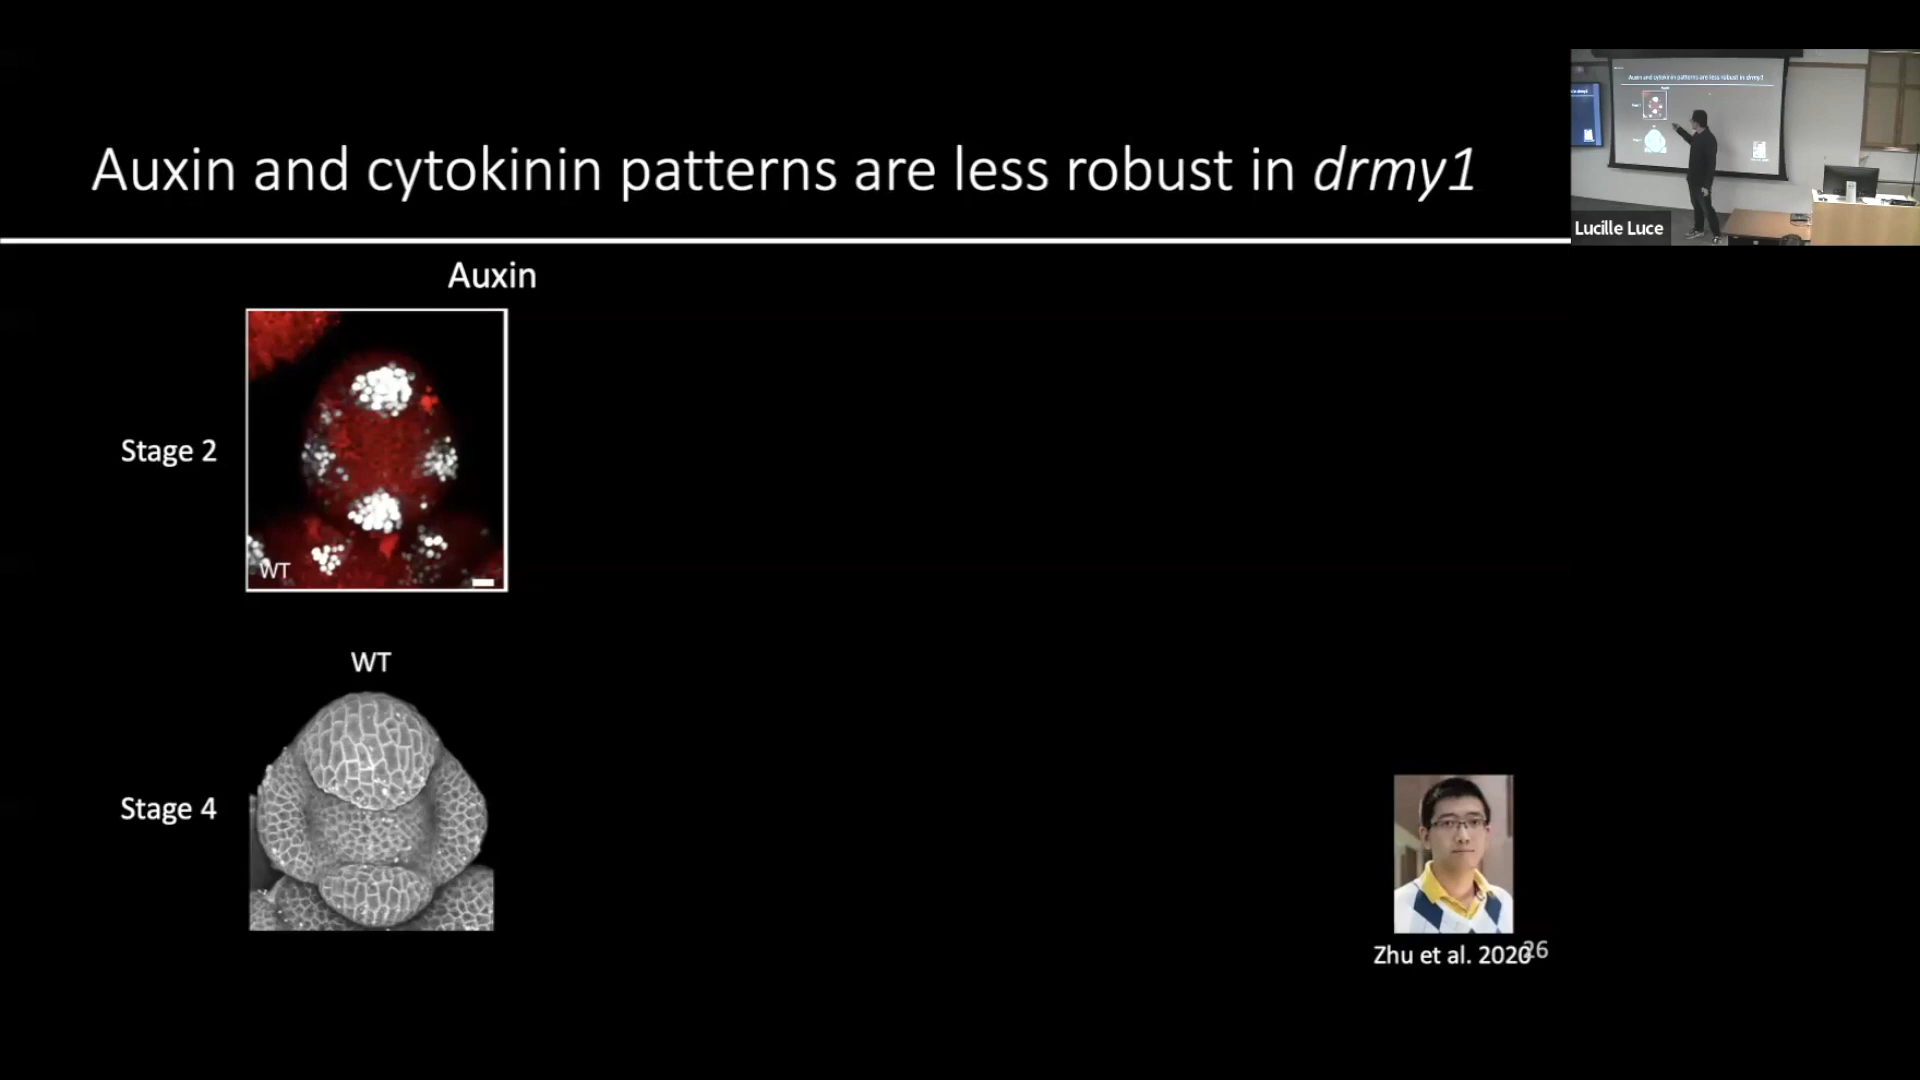 Auxin and cytokinin patterns are less robust in drmy1
Lucille Luce
Auxin
Stage 2
WT
WT
Stage 4
Zhu et al. 2020
26